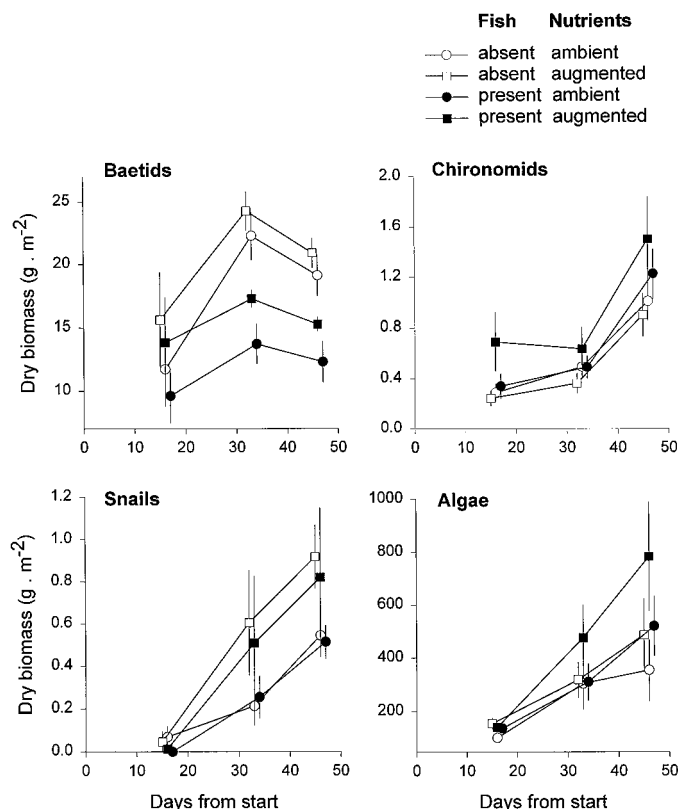 Fish Nutrients
absent ambient
absent augmented
present ambient
present augmented
Baetids
Chironomids
Dry biomass (g . m-2)
25
20
15
10
2.0
1.6
1.2
0.8
0.4
0.0
0 10 20 30 40 50
0 10 20 30 40 50
Snails
Algae
Dry biomass (g . m-2)
1.2
1.0
0.8
0.6
0.4
0.2
0.0
1000
800
600
400
200
0 10 20 30 40 50
0 10 20 30 40 50
Days from start
Days from start